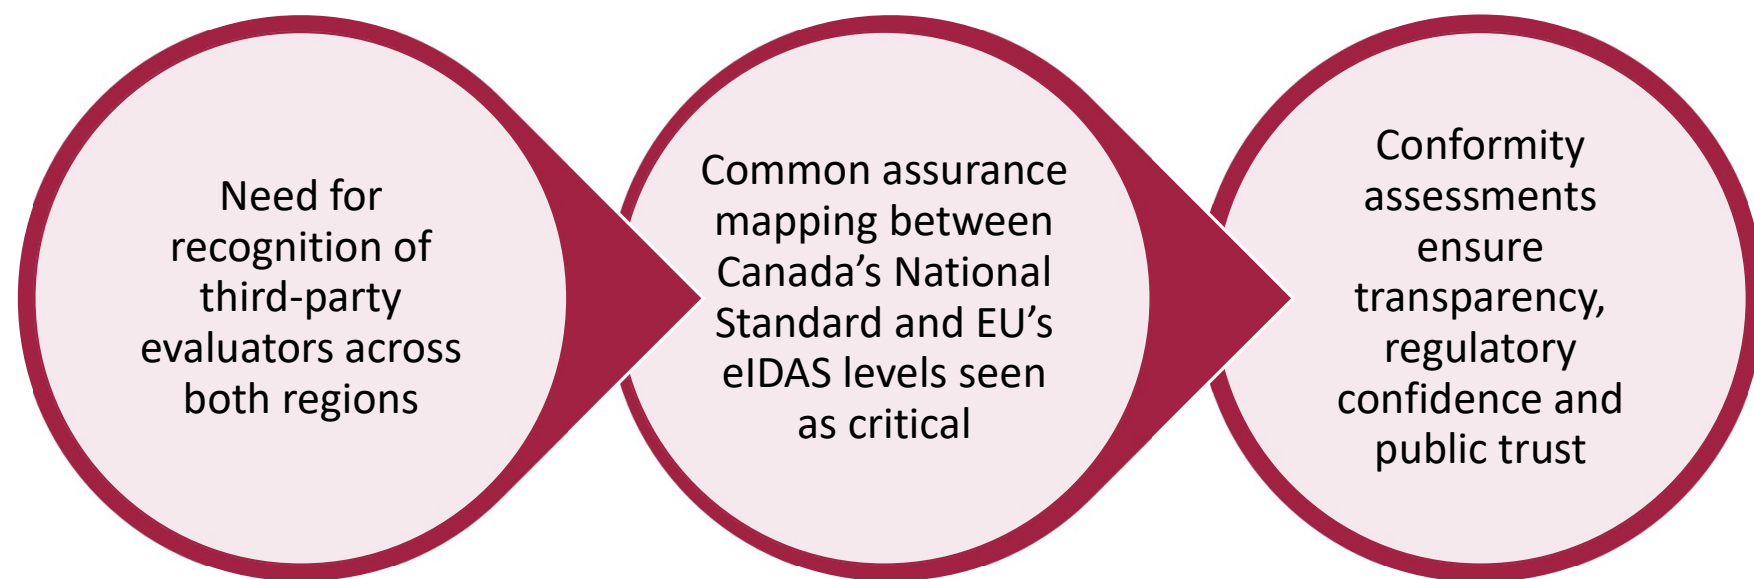 Need for
recognition of
third-party
evaluators across
both regions
Common assurance
mapping between
Canada’s National
Standard and EU’s
eIDAS levels seen
as critical
Conformity
assessments
ensure
transparency,
regulatory
confidence and
public trust